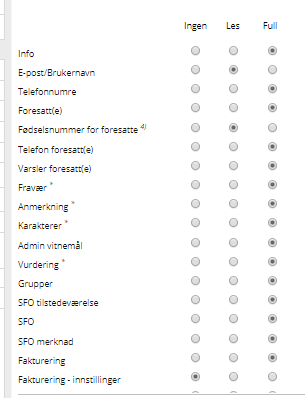 Ingen Les Full
Info
E-post/Brukernavn
Telefonnumre
Foresatt(e)
Fødselsnummer for foresatte 4)
Telefon foresatt(e)
Varsler foresatt(e)
Fravær *
Anmerkning *
Karakterer *
Admin vitnemål
Vurdering *
Grupper
SFO tilstedeværelse
SFO
SFO merknad
Fakturering
Fakturering - innstillinger